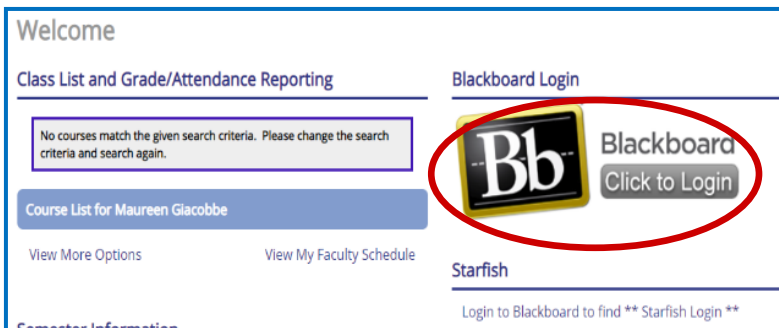 Welcome
Class List and Grade/Attendance Reporting
No courses match the given search criteria. Please change the search
criteria and search again.
Course List for Maureen Giacobbe
View More Options
View My Faculty Schedule
Semester Information
Blackboard Login
Bb
Blackboard
Click to Login
Starfish
Login to Blackboard to find ** Starfish Login **